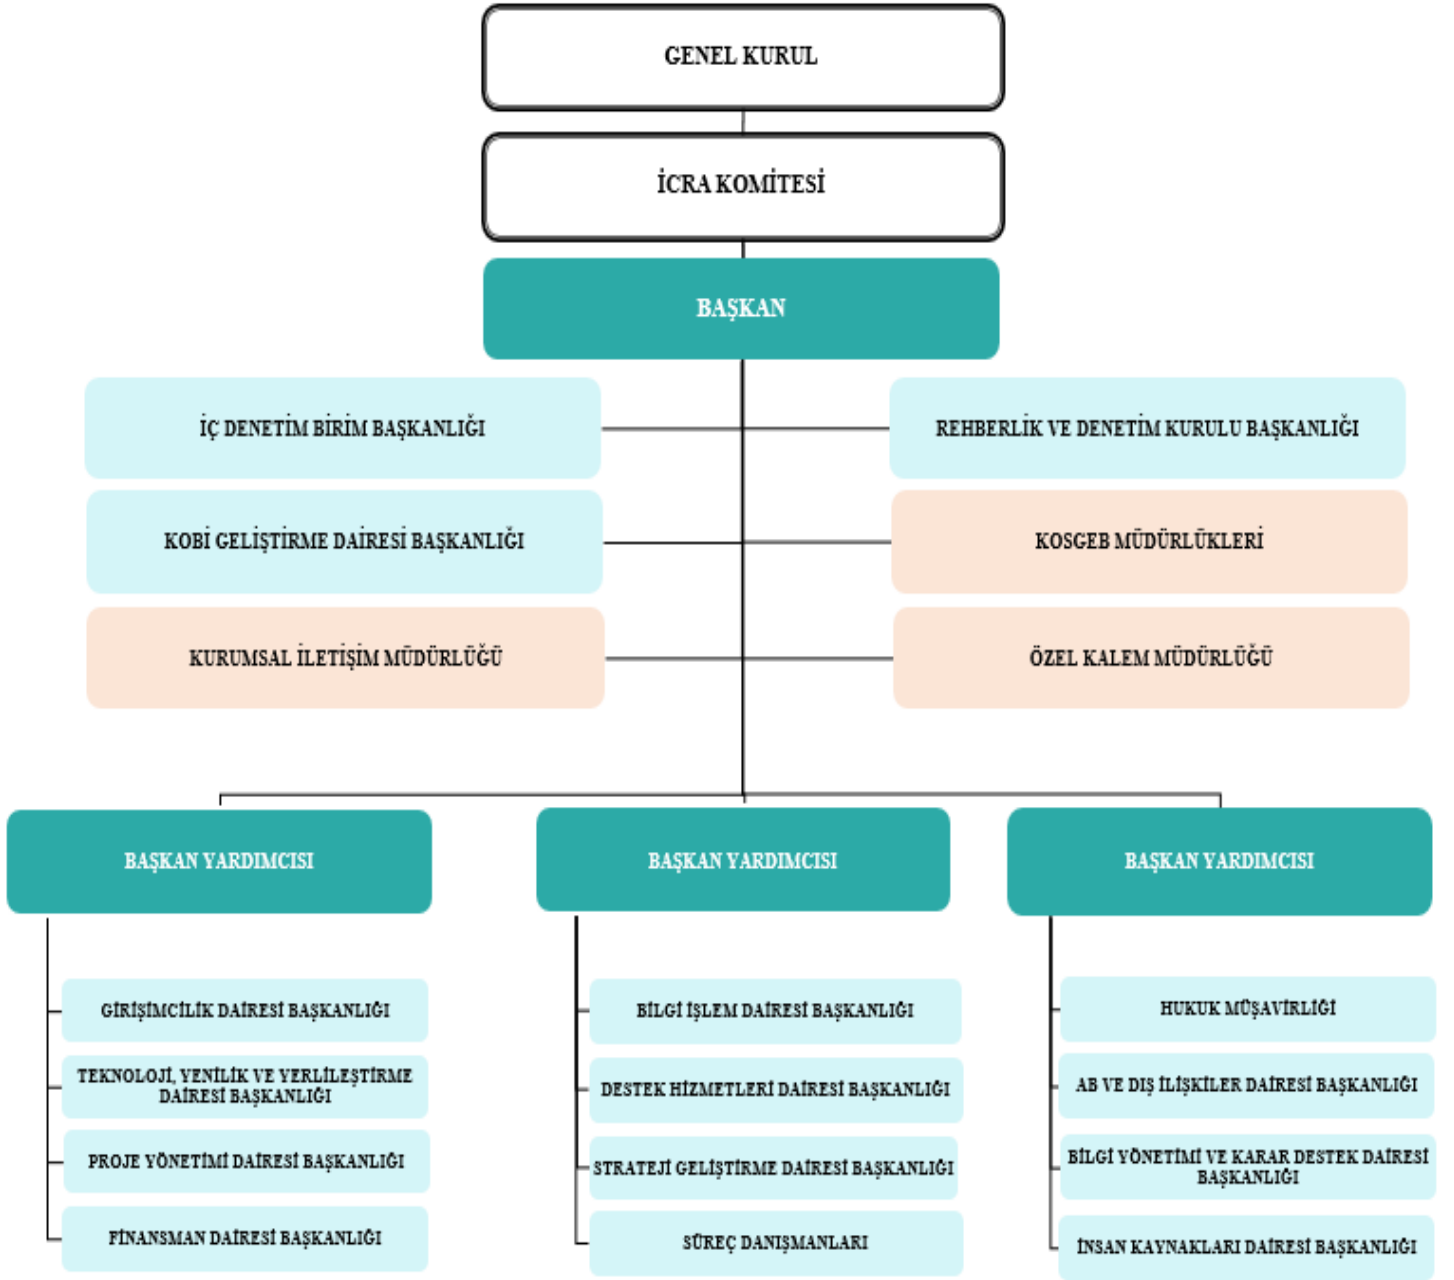 GENEL KURUL
İCRA KOMİTESİ
BAŞKAN
İÇ DENETİM BİRİM BAŞKANLIĞI
REHBERLİK VE DENETİM KURULU BAŞKANLIĞI
KOBİ GELİŞTİRME DAİRESİ BAŞKANLIĞI
KOSGEB MÜDÜRLÜKLERİ
KURUMSAL İLETİŞİM MÜDÜRLÜĞÜ
ÖZEL KALEM MÜDÜRLÜĞÜ
BAŞKAN YARDIMCISI
BAŞKAN YARDIMCISI
BAŞKAN YARDIMCISI
GİRİŞİMCİLİK DAİRESİ BAŞKANLIĞI
TEKNOLOJİ, YENİLİK VE YERLİLEŞTİRME
DAİRESİ BAŞKANLIĞI
PROJE YÖNETİMİ DAİRESİ BAŞKANLIĞI
FİNANSMAN DAİRESİ BAŞKANLIĞI
BİLGİ İŞLEM DAİRESİ BAŞKANLIĞI
DESTEK HİZMETLERİ DAİRESİ BAŞKANLIĞI
STRATEJİ GELİŞTİRME DAİRESİ BAŞKANLIĞI
SÜREÇ DANIŞMANLARI
HUKUK MÜŞAVİRLİĞİ
AB VE DIŞ İLİŞKİLER DAİRESİ BAŞKANLIĞI
BİLGİ YÖNETİMİ VE KARAR DESTEK DAİRESİ
BAŞKANLIĞI
İNSAN KAYNAKLARI DAİRESİ BAŞKANLIĞI